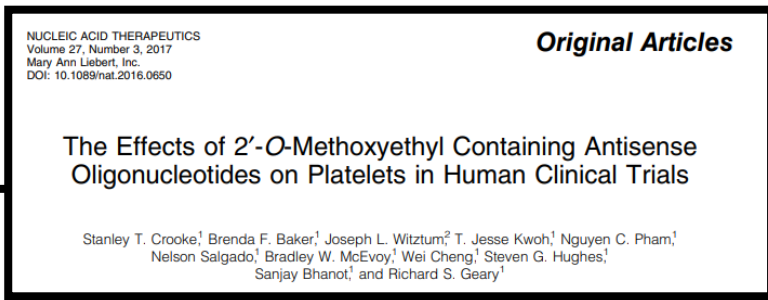 NUCLEIC ACID THERAPEUTICS
Volume 27, Number 3, 2017
Mary Ann Liebert, Inc.
DOI: 10.1089/nat.2016.0650
Original Articles
The Effects of 2′-O-Methoxyethyl Containing Antisense
Oligonucleotides on Platelets in Human Clinical Trials
Stanley T. Crooke,1 Brenda F. Baker,1 Joseph L. Witztum,2 T. Jesse Kwoh,1 Nguyen C. Pham,1
Nelson Salgado,1 Bradley W. McEvoy,1 Wei Cheng,1 Steven G. Hughes,1
Sanjay Bhanot,1 and Richard S. Geary1